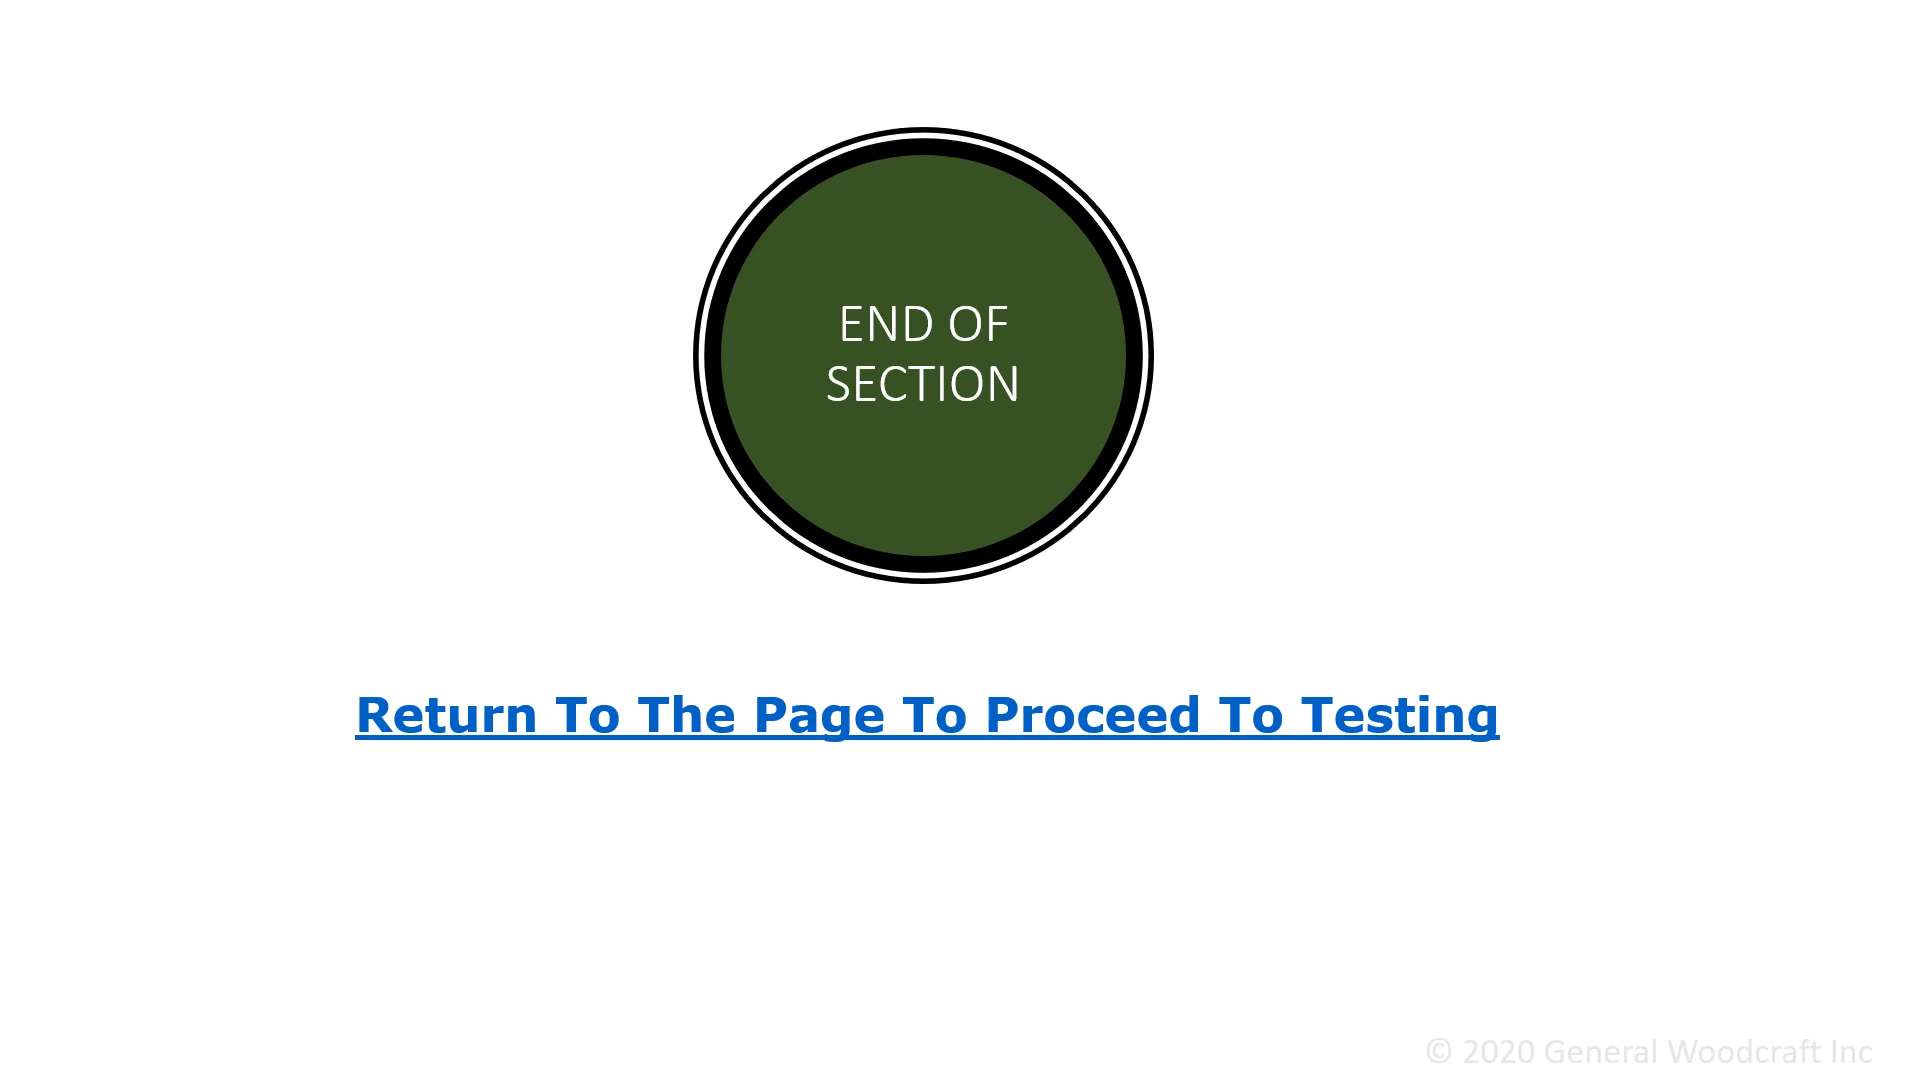 END OF
SECTION
Return To The Page To Proceed To Testing
© 2020 General Woodcraft Inc